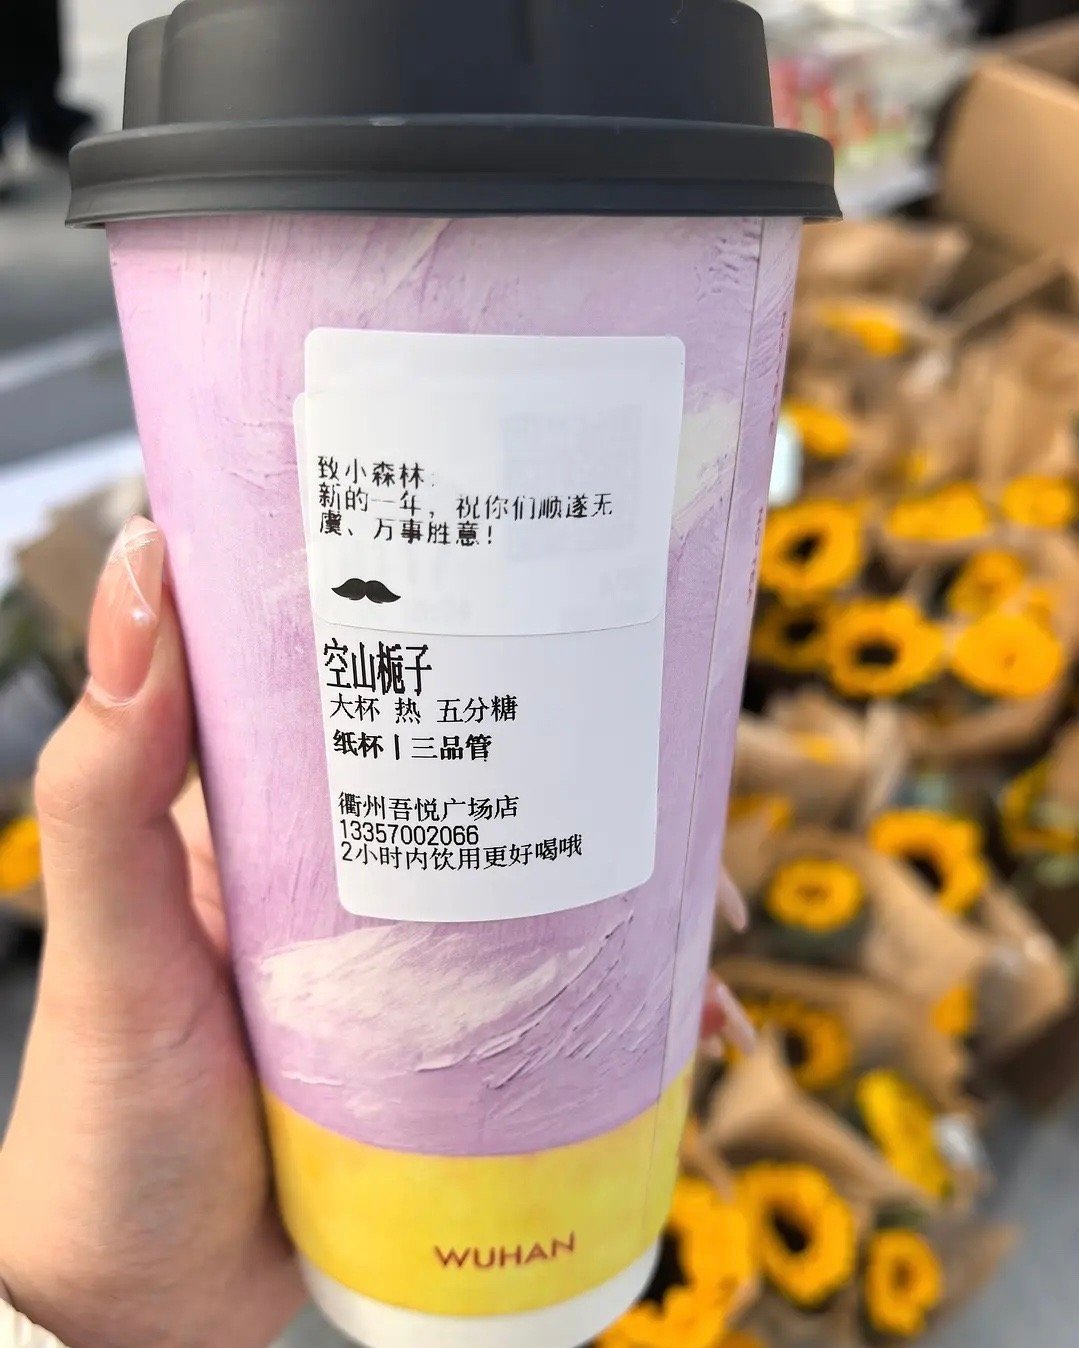 致小森林:
新的一年，祝你们顺遂无
虞、万事胜意!
空山栀子
大杯 热 五分糖
纸杯|三品管
衢州吾悦广场店
13357002066
2小时内饮用更好喝哦
WUHAN